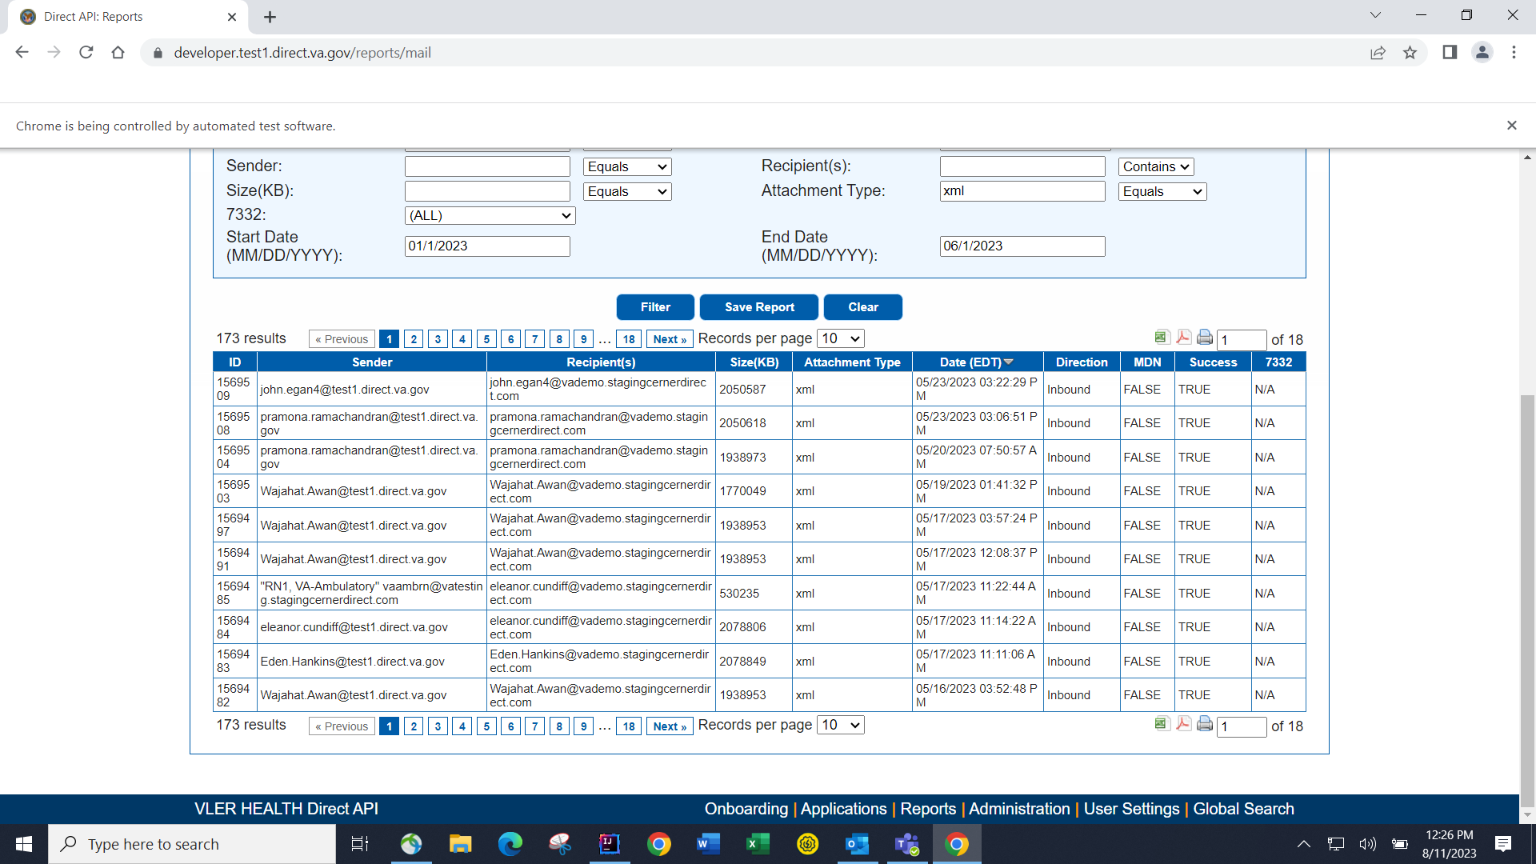 Direct API: Reports
developer.test1.direct.va.gov/reports/mail
Chrome is being controlled by automated test software.
Sender: Equals Recipient(s): Contains
Size(KB): Equals Attachment Type: xml Equals
7332: (ALL)
Start Date (MM/DD/YYYY): 01/1/2023 End Date (MM/DD/YYYY): 06/1/2023
Filter Save Report Clear
173 results « Previous 1 2 3 4 5 6 7 8 9 ... 18 Next » Records per page 10 1 of 18
ID Sender Recipient(s) Size(KB) Attachment Type Date (EDT) Direction MDN Success 7332
1569509 john.egan4@test1.direct.va.gov john.egan4@vademo.stagingcernerdirect.com 2050587 xml 05/23/2023 03:22:29 PM Inbound FALSE TRUE N/A
1569508 pramona.ramachandran@test1.direct.va.gov pramona.ramachandran@vademo.stagingcernerdirect.com 2050618 xml 05/23/2023 03:06:51 PM Inbound FALSE TRUE N/A
1569504 pramona.ramachandran@test1.direct.va.gov pramona.ramachandran@vademo.stagingcernerdirect.com 1938973 xml 05/20/2023 07:50:57 AM Inbound FALSE TRUE N/A
1569503 Wajahat.Awan@test1.direct.va.gov Wajahat.Awan@vademo.stagingcernerdirect.com 1770049 xml 05/19/2023 01:41:32 PM Inbound FALSE TRUE N/A
1569497 Wajahat.Awan@test1.direct.va.gov Wajahat.Awan@vademo.stagingcernerdirect.com 1938953 xml 05/17/2023 03:57:24 PM Inbound FALSE TRUE N/A
1569491 Wajahat.Awan@test1.direct.va.gov Wajahat.Awan@vademo.stagingcernerdirect.com 1938953 xml 05/17/2023 12:08:37 PM Inbound FALSE TRUE N/A
1569485 "RN1, VA-Ambulatory" vaambrn@vatesting.stagingcernerdirect.com eleanor.cundiff@vademo.stagingcernerdirect.com 530235 xml 05/17/2023 11:22:44 AM Inbound FALSE TRUE N/A
1569484 eleanor.cundiff@test1.direct.va.gov eleanor.cundiff@vademo.stagingcernerdirect.com 2078806 xml 05/17/2023 11:14:22 AM Inbound FALSE TRUE N/A
1569483 Eden.Hankins@test1.direct.va.gov Eden.Hankins@vademo.stagingcernerdirect.com 2078849 xml 05/17/2023 11:11:06 AM Inbound FALSE TRUE N/A
1569482 Wajahat.Awan@test1.direct.va.gov Wajahat.Awan@vademo.stagingcernerdirect.com 1938953 xml 05/16/2023 03:52:48 PM Inbound FALSE TRUE N/A
173 results « Previous 1 2 3 4 5 6 7 8 9 ... 18 Next » Records per page 10 1 of 18
VLER HEALTH Direct API Onboarding | Applications | Reports | Administration | User Settings | Global Search
Type here to search
12:26 PM
8/11/2023